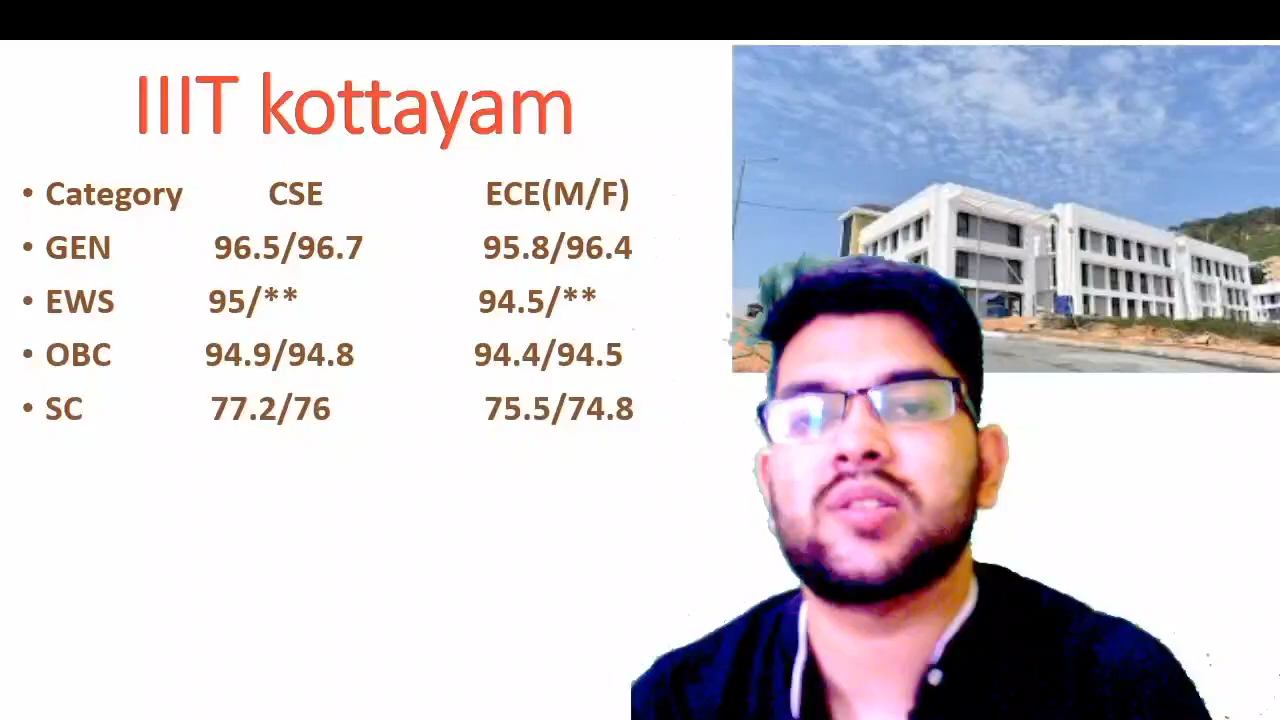 IIIT kottayam
• Category CSE ECE(M/F)
• GEN 96.5/96.7 95.8/96.4
• EWS 95/** 94.5/**
• OBC 94.9/94.8 94.4/94.5
• SC 77.2/76 75.5/74.8